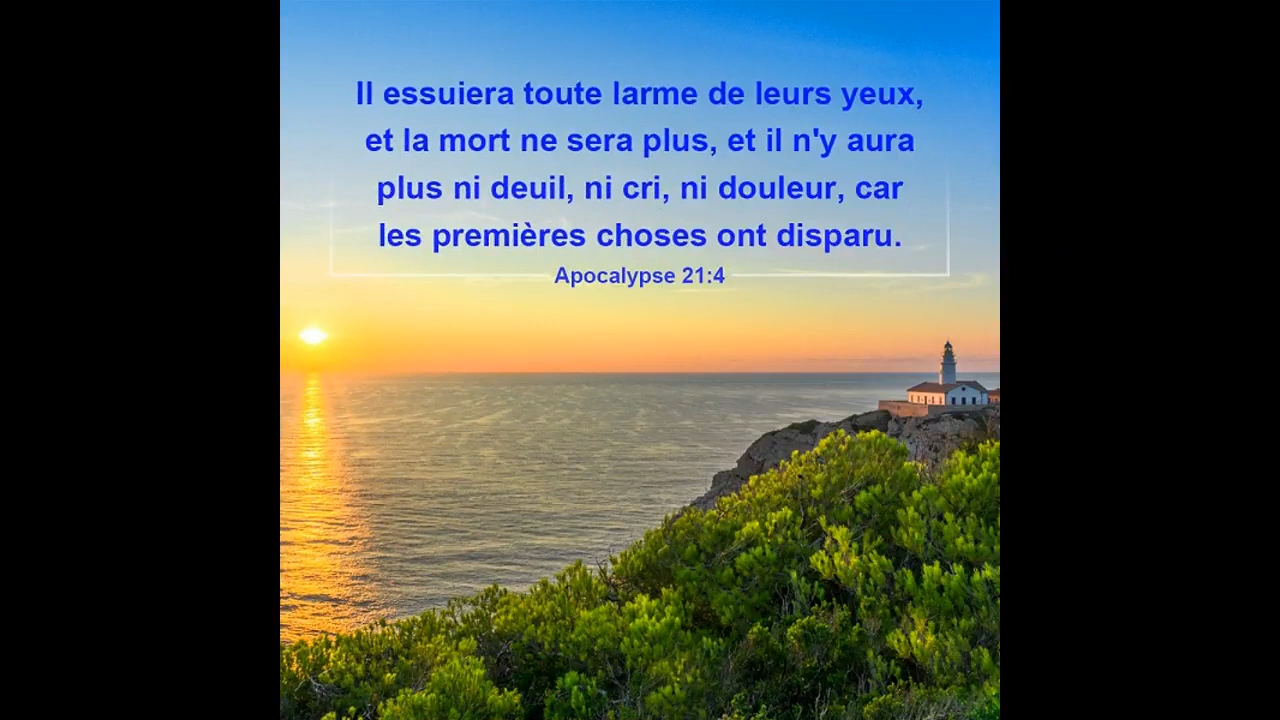 Il essuiera toute larme de leurs yeux,
et la mort ne sera plus, et il n'y aura
plus ni deuil, ni cri, ni douleur, car
les premières choses ont disparu.
Apocalypse 21:4